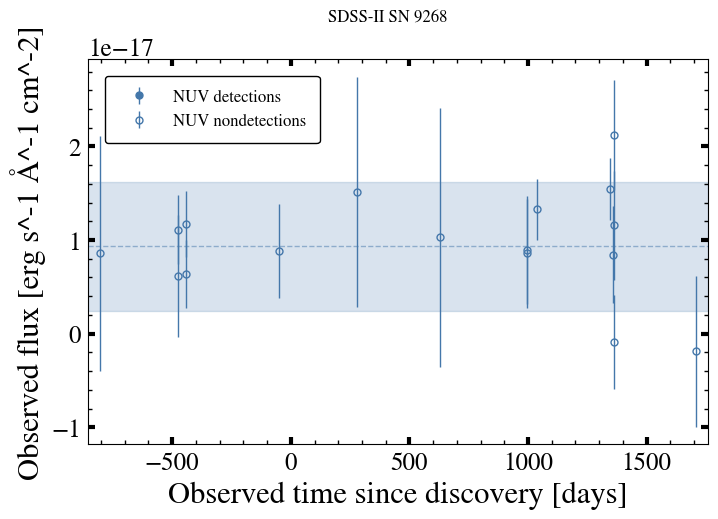 SDSS-II SN 9268
1e−17
NUV detections
NUV nondetections
2
1
0
−1
Observed flux [erg s^-1 Å^-1 cm^-2]
−500 0 500 1000 1500
Observed time since discovery [days]